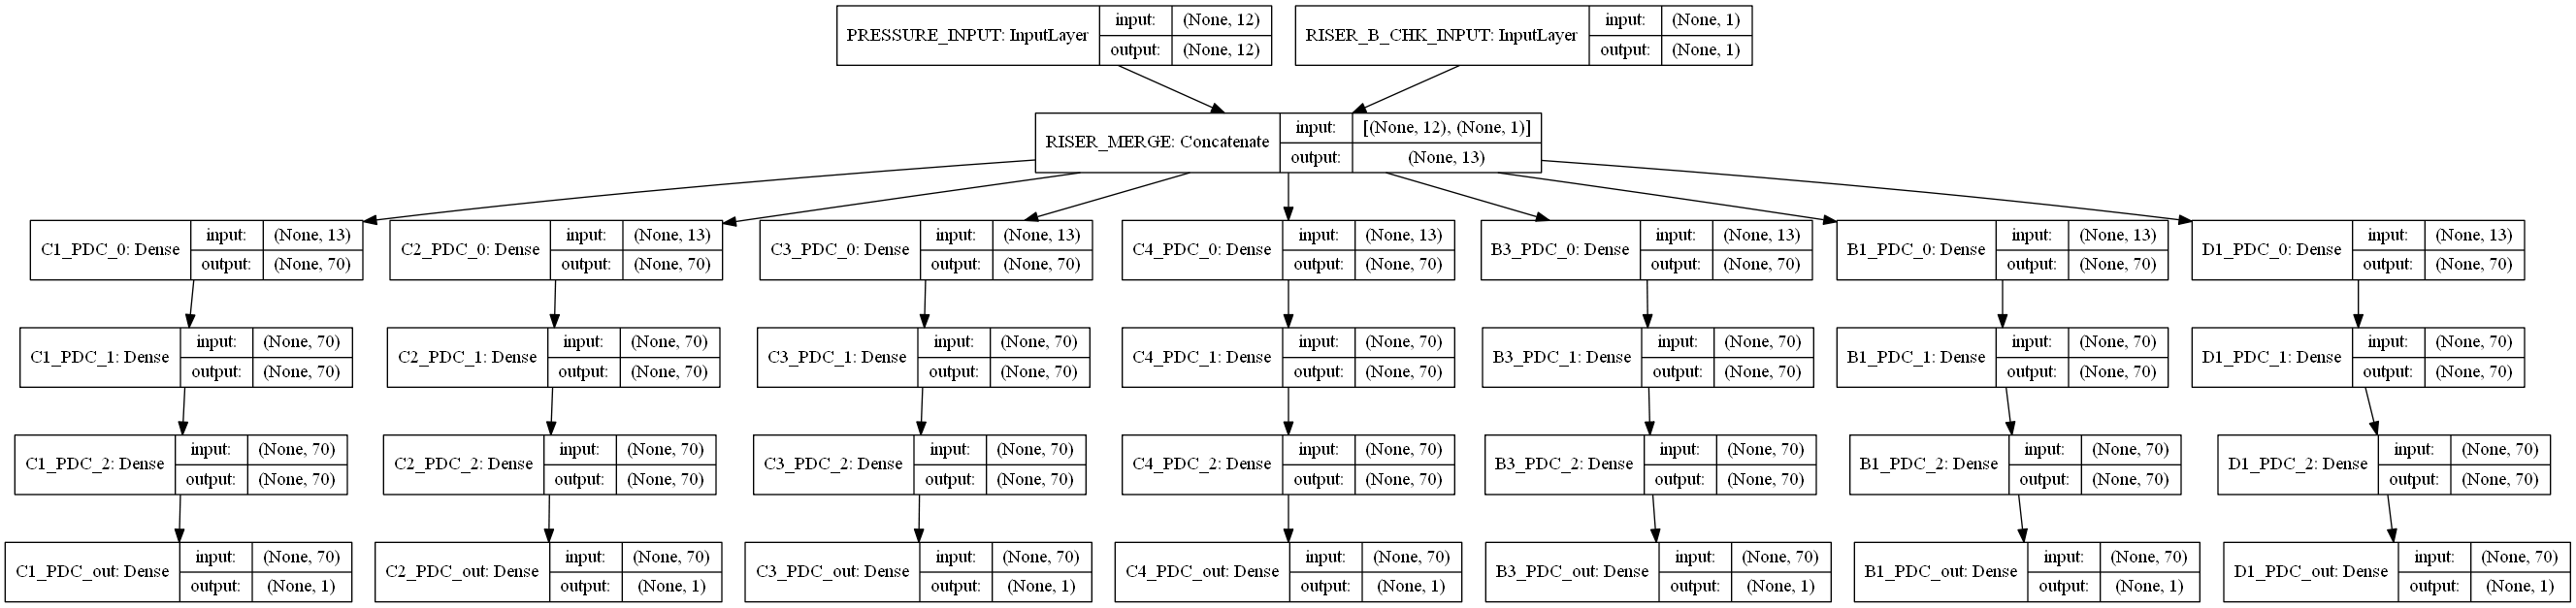 PRESSURE_INPUT: InputLayer input: (None, 12) output: (None, 12)
RISER_B_CHK_INPUT: InputLayer input: (None, 1) output: (None, 1)
RISER_MERGE: Concatenate input: [(None, 12), (None, 1)] output: (None, 13)
C1_PDC_0: Dense input: (None, 13) output: (None, 70)
C2_PDC_0: Dense input: (None, 13) output: (None, 70)
C3_PDC_0: Dense input: (None, 13) output: (None, 70)
C4_PDC_0: Dense input: (None, 13) output: (None, 70)
B3_PDC_0: Dense input: (None, 13) output: (None, 70)
B1_PDC_0: Dense input: (None, 13) output: (None, 70)
D1_PDC_0: Dense input: (None, 13) output: (None, 70)
C1_PDC_1: Dense input: (None, 70) output: (None, 70)
C2_PDC_1: Dense input: (None, 70) output: (None, 70)
C3_PDC_1: Dense input: (None, 70) output: (None, 70)
C4_PDC_1: Dense input: (None, 70) output: (None, 70)
B3_PDC_1: Dense input: (None, 70) output: (None, 70)
B1_PDC_1: Dense input: (None, 70) output: (None, 70)
D1_PDC_1: Dense input: (None, 70) output: (None, 70)
C1_PDC_2: Dense input: (None, 70) output: (None, 70)
C2_PDC_2: Dense input: (None, 70) output: (None, 70)
C3_PDC_2: Dense input: (None, 70) output: (None, 70)
C4_PDC_2: Dense input: (None, 70) output: (None, 70)
B3_PDC_2: Dense input: (None, 70) output: (None, 70)
B1_PDC_2: Dense input: (None, 70) output: (None, 70)
D1_PDC_2: Dense input: (None, 70) output: (None, 70)
C1_PDC_out: Dense input: (None, 70) output: (None, 1)
C2_PDC_out: Dense input: (None, 70) output: (None, 1)
C3_PDC_out: Dense input: (None, 70) output: (None, 1)
C4_PDC_out: Dense input: (None, 70) output: (None, 1)
B3_PDC_out: Dense input: (None, 70) output: (None, 1)
B1_PDC_out: Dense input: (None, 70) output: (None, 1)
D1_PDC_out: Dense input: (None, 70) output: (None, 1)